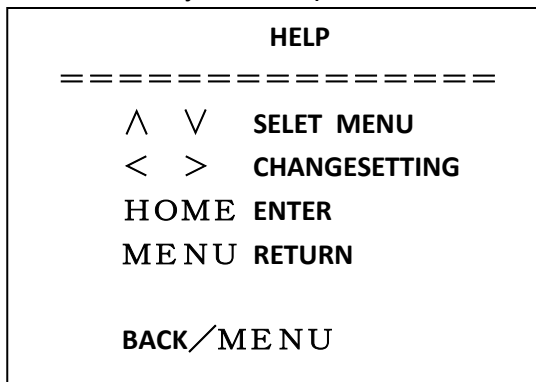 HELP
================
∧ ∨ SELET MENU
< > CHANGESETTING
HOME ENTER
MENU RETURN
BACK/MENU